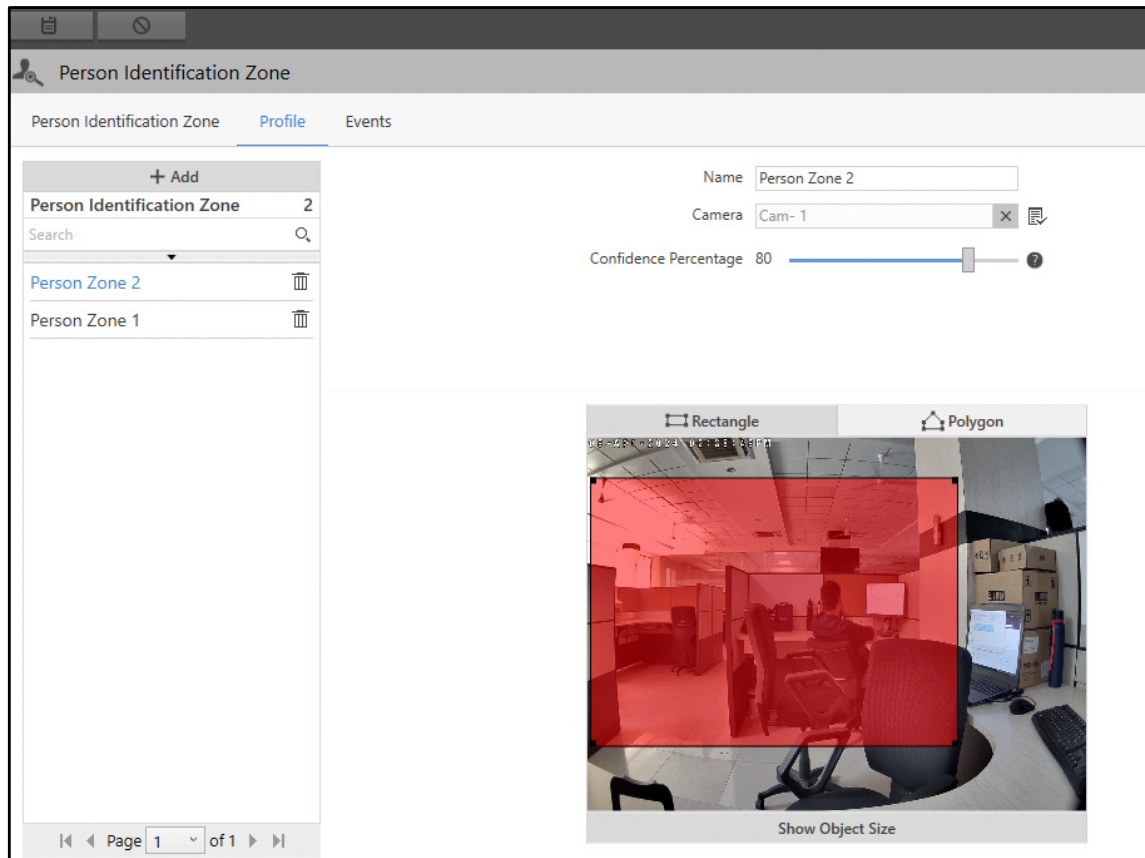 Person Identification Zone
Person Identification Zone Profile Events
+ Add
Person Identification Zone 2
Search
Person Zone 2
Person Zone 1
Page 1 of 1
Name Person Zone 2
Camera Cam- 1
Confidence Percentage 80
Rectangle Polygon
Show Object Size